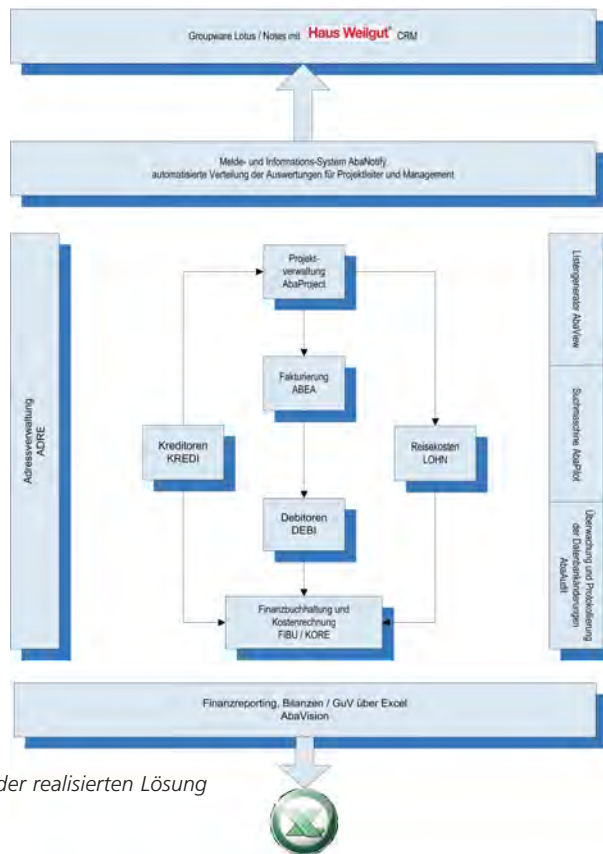 Groupware Lotus / Notes mit Haus Weilgut® CRM
Melde- und Informations-System AbaNotify
automatisierte Verteilung der Auswertungen für Projektleiter und Management
Adressverwaltung
ADRE
Projekt-
verwaltung
AbaProject
Fakturierung
ABEA
Kreditoren
KREDI
Reisekosten
LOHN
Debitoren
DEBI
Finanzbuchhaltung und
Kostenrechnung
FIBU / KORE
Listengenerator AbaView
Suchmaschine AbaPilot
Überwachung und Protokollierung
der Datenbankänderungen
AbaAudit
Finanzreporting, Bilanzen / GuV über Excel
AbaVision
der realisierten Lösung